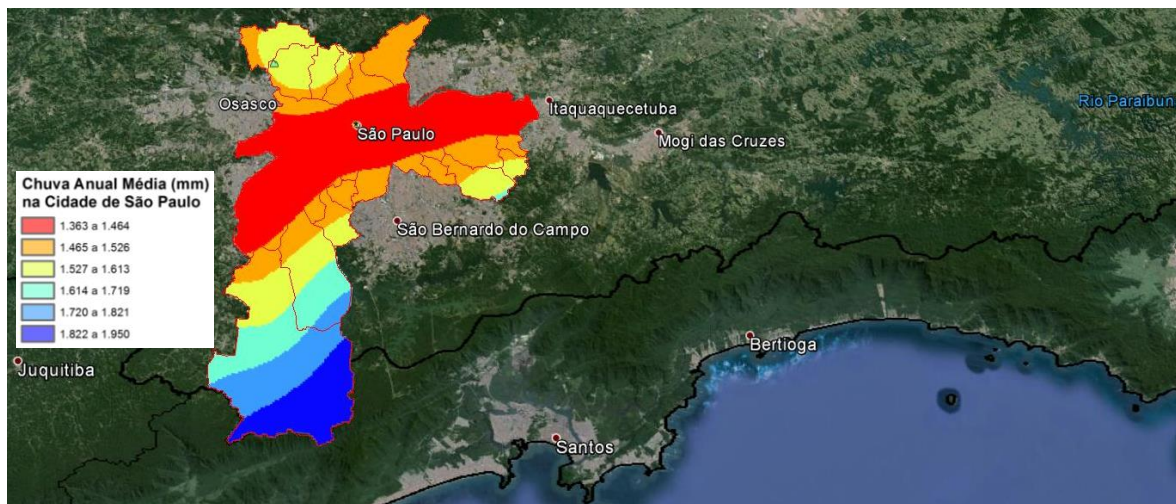 Osasco
Itaquaquecetuba
Rio Paraibun
São Paulo
Mogi das Cruzes
Chuva Anual Média (mm)
na Cidade de São Paulo
1.363 a 1.464
1.465 a 1.526
1.527 a 1.613
1.614 a 1.719
1.720 a 1.821
1.822 a 1.950
São Bernardo do Campo
Juquitiba
Bertioga
Santos